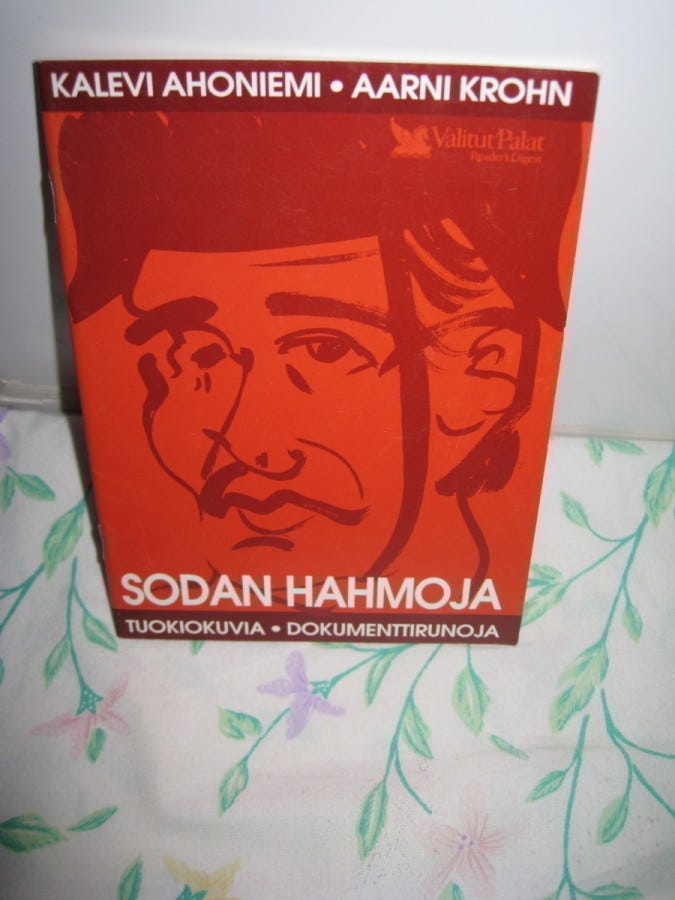 KALEVI AHONIEMI • AARNI KROHN
Valitut Palat
Reader's Digest
SODAN HAHMOJA
TUOKIOKUVIA • DOKUMENTTIRUNOJA